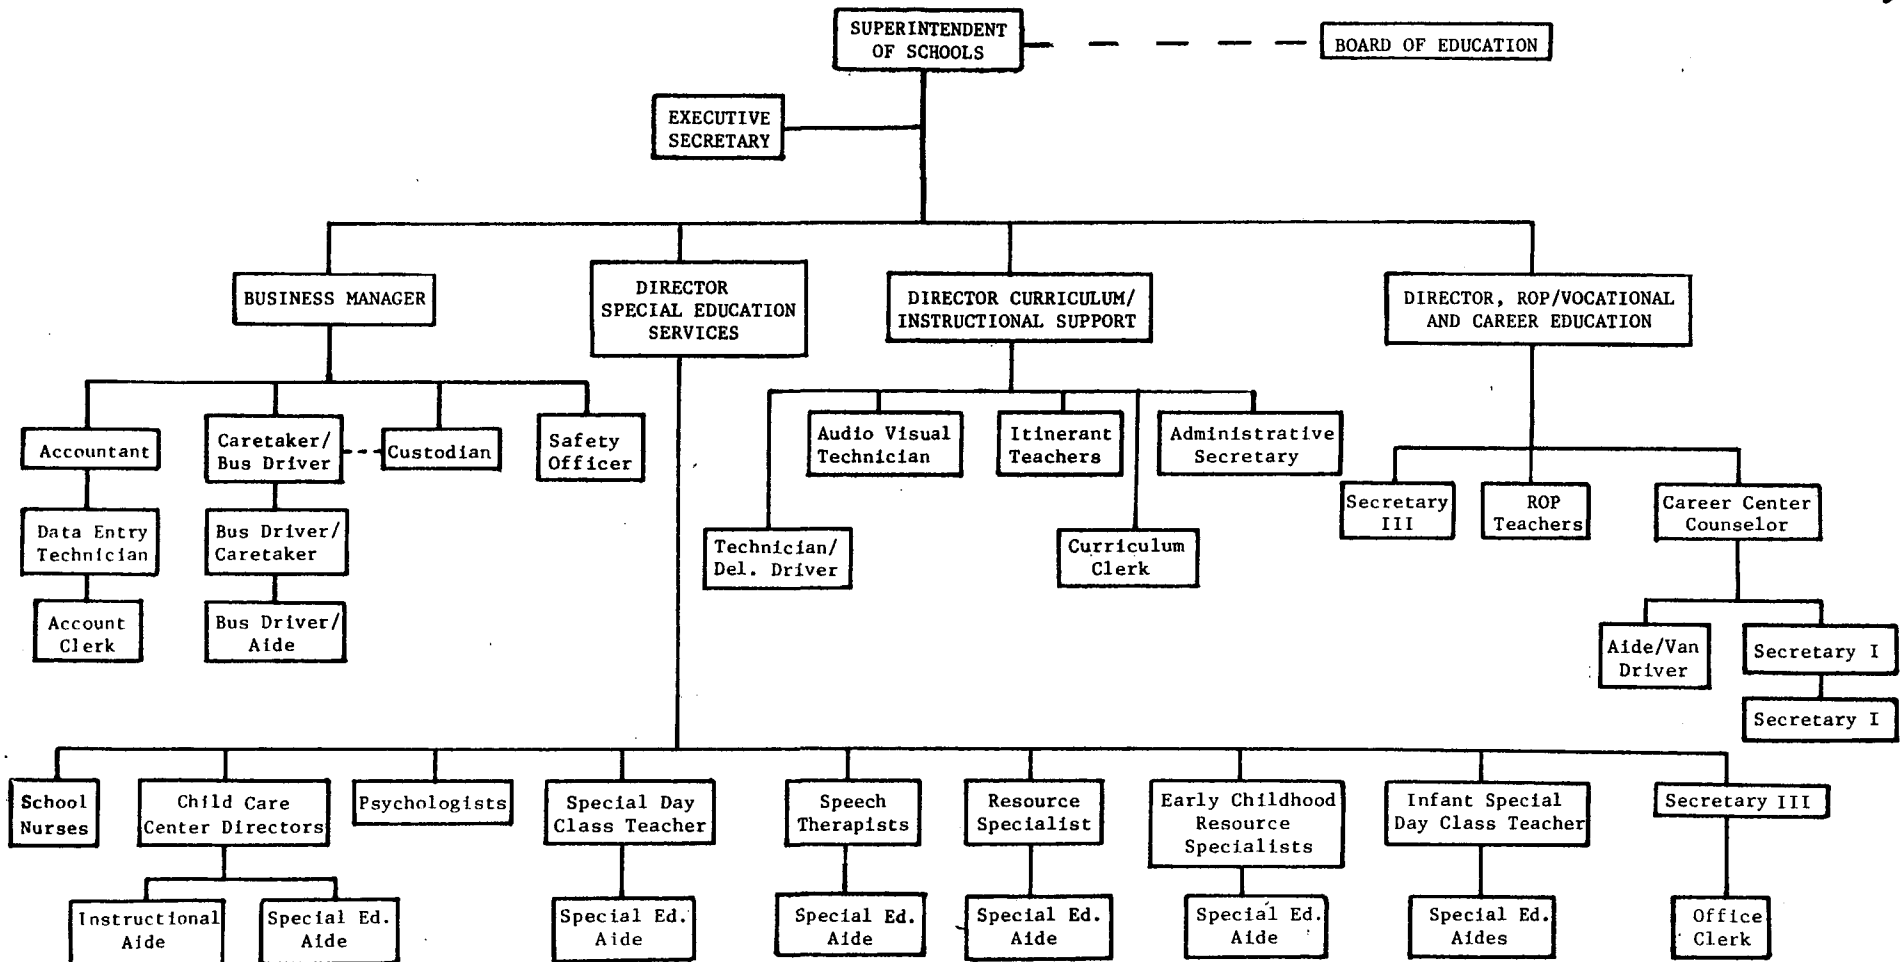 SUPERINTENDENT
OF SCHOOLS
BOARD OF EDUCATION
EXECUTIVE
SECRETARY
BUSINESS MANAGER
DIRECTOR
SPECIAL EDUCATION
SERVICES
DIRECTOR CURRICULUM/
INSTRUCTIONAL SUPPORT
DIRECTOR, ROP/VOCATIONAL
AND CAREER EDUCATION
Accountant
Caretaker/
Bus Driver
Custodian
Safety
Officer
Audio Visual
Technician
Itinerant
Teachers
Administrative
Secretary
Secretary
III
ROP
Teachers
Career Center
Counselor
Data Entry
Technician
Bus Driver/
Caretaker
Technician/
Del. Driver
Curriculum
Clerk
Account
Clerk
Bus Driver/
Aide
Aide/Van
Driver
Secretary I
Secretary I
School
Nurses
Child Care
Center Directors
Psychologists
Special Day
Class Teacher
Speech
Therapists
Resource
Specialist
Early Childhood
Resource
Specialists
Infant Special
Day Class Teacher
Secretary III
Instructional
Aide
Special Ed.
Aide
Special Ed.
Aide
Special Ed.
Aide
Special Ed.
Aide
Special Ed.
Aide
Special Ed.
Aides
Office
Clerk